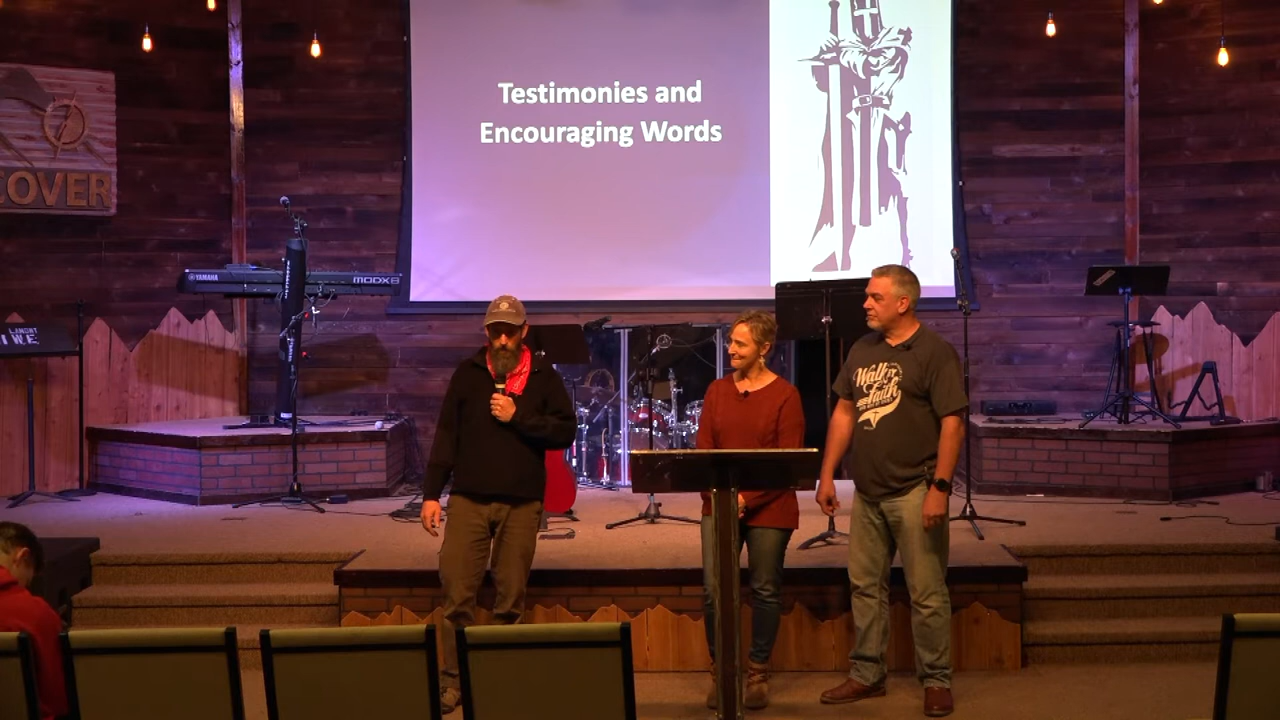 Testimonies and
Encouraging Words
COVER
YAMAHA
MODX8
Walk
Faith